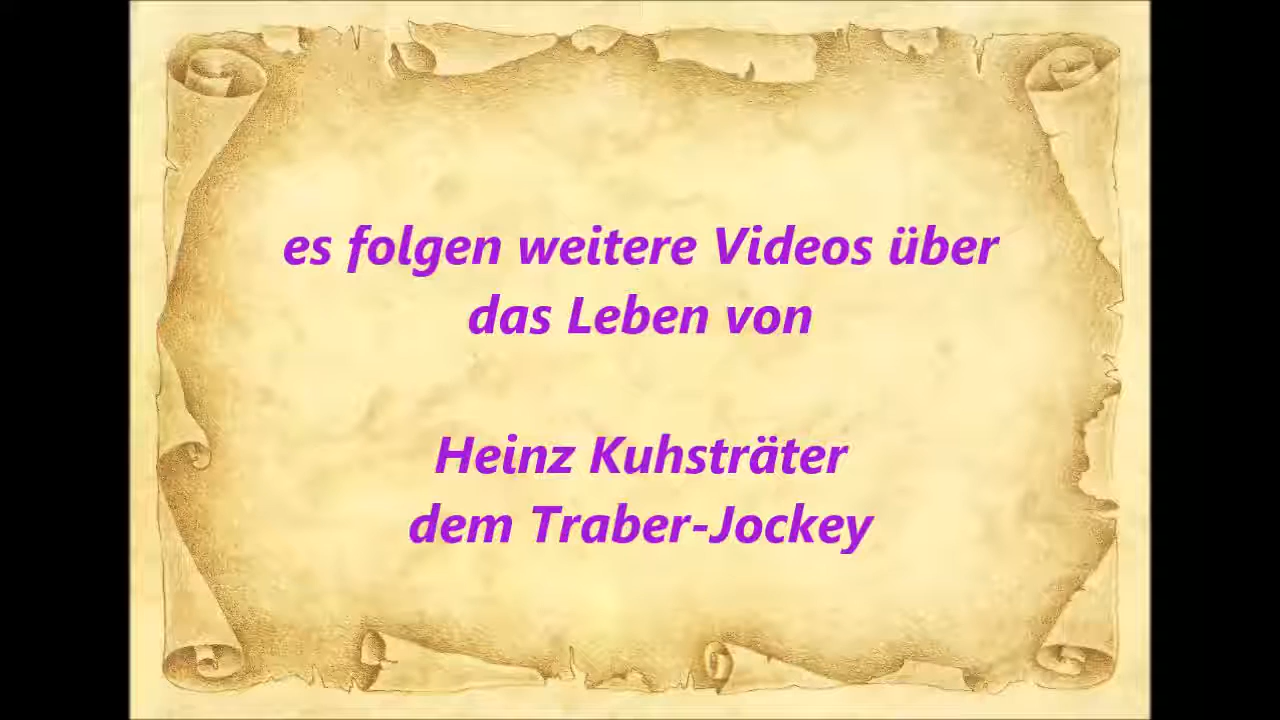 es folgen weitere Videos über
das Leben von
Heinz Kuhsträter
dem Traber-Jockey